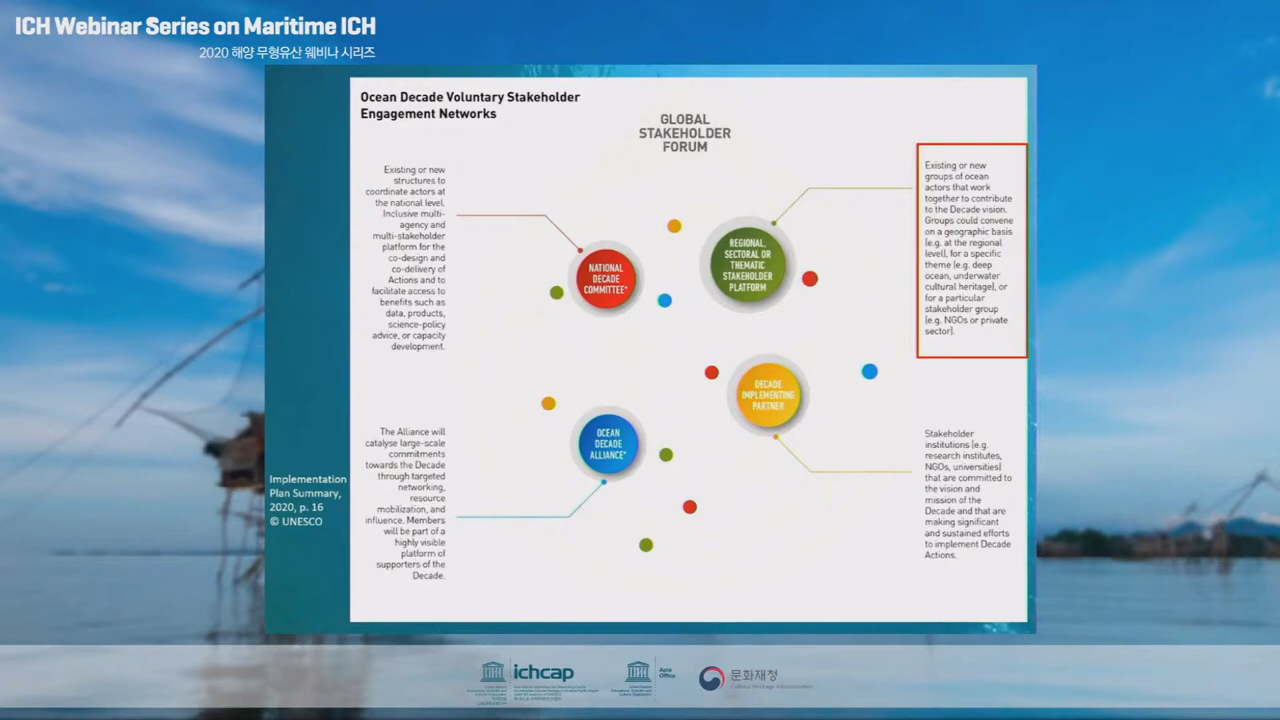 ICH Webinar Series on Maritime ICH
2020 해양 무형유산 웨비나 시리즈
Ocean Decade Voluntary Stakeholder
Engagement Networks
GLOBAL
STAKEHOLDER
FORUM
Existing or new
structures to
coordinate actors at
the national level.
Inclusive multi-
agency and
multi-stakeholder
platform for the
co-design and
co-delivery of
Actions and to
facilitate access to
benefits such as
data, products,
science-policy
advice, or capacity
development.
NATIONAL
DECADE
COMMITTEE*
REGIONAL,
SECTORAL OR
THEMATIC
STAKEHOLDER
PLATFORM
Existing or new
groups of ocean
actors that work
together to contribute
to the Decade vision.
Groups could convene
on a geographic basis
(e.g. at the regional
level), for a specific
theme (e.g. deep
ocean, underwater
cultural heritage), or
for a particular
stakeholder group
(e.g. NGOs or private
sector).
The Alliance will
catalyse large-scale
commitments
towards the Decade
through targeted
networking,
resource
mobilization, and
influence. Members
will be part of a
highly visible
platform of
supporters of the
Decade.
OCEAN
DECADE
ALLIANCE*
DECADE
IMPLEMENTING
PARTNER
Stakeholder
institutions (e.g.
research institutes,
NGOs, universities)
that are committed to
the vision and
mission of the
Decade and that are
making significant
and sustained efforts
to implement Decade
Actions.
Implementation
Plan Summary,
2020, p. 16
© UNESCO
ichcap
Apia
Office
문화재청
Cultural Heritage Administration